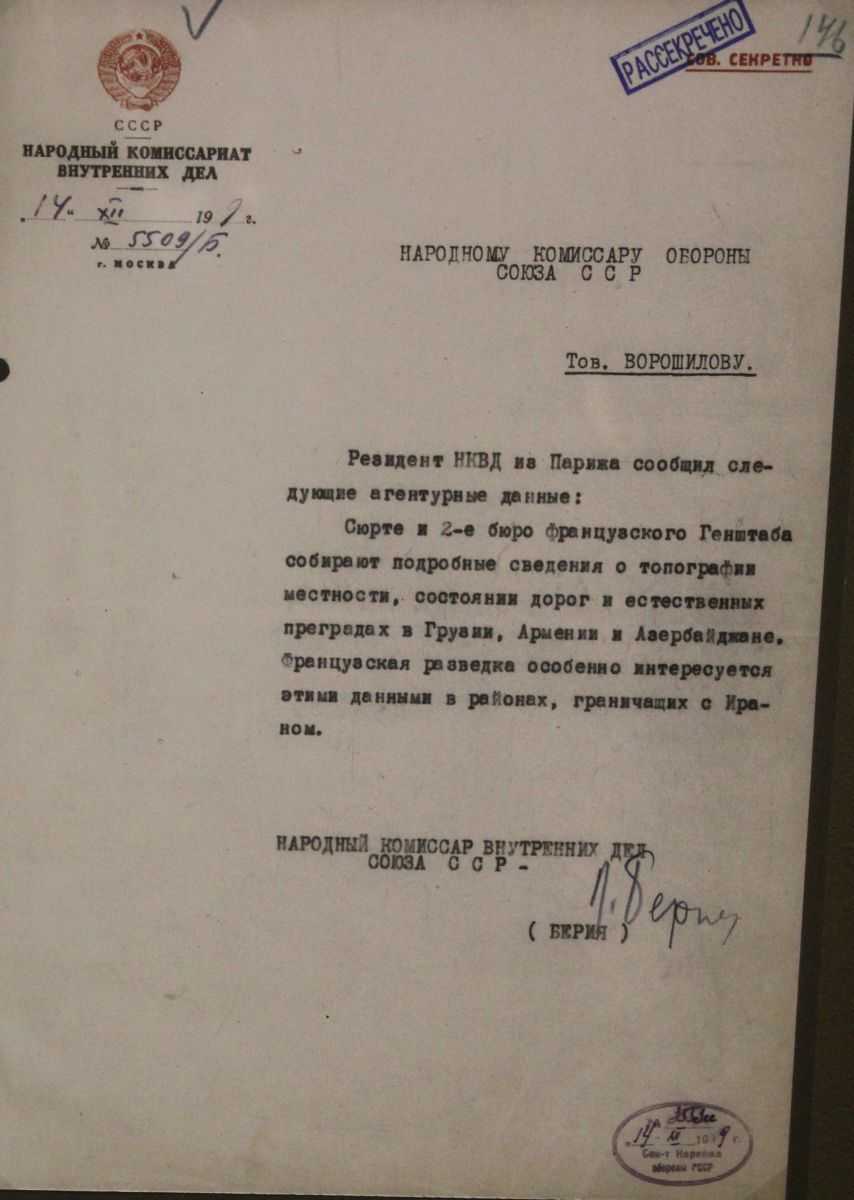 146
РАССЕКРЕЧЕНО
СОВ. СЕКРЕТНО
СССР
НАРОДНЫЙ КОМИССАРИАТ
ВНУТРЕННИХ ДЕЛ
„14“ XII 199 г.
№ 5509/Б.
г. МОСКВА
НАРОДНОМУ КОМИССАРУ ОБОРОНЫ
СОЮЗА С С Р
Тов. ВОРОШИЛОВУ.
Резидент НКВД из Парижа сообщил сле-
дующие агентурные данные:
Сюрте и 2-е бюро французского Генштаба
собирают подробные сведения о топографии
местности, состоянии дорог и естественных
преградах в Грузии, Армении и Азербайджане.
Французская разведка особенно интересуется
этими данными в районах, граничащих с Ира-
ном.
НАРОДНЫЙ КОМИССАР ВНУТРЕННИХ ДЕЛ
СОЮЗА С С Р -
Л. Берия
( БЕРИЯ )
№
„14“ XII 1939 г.
Сек-т Наркома
обороны СССР